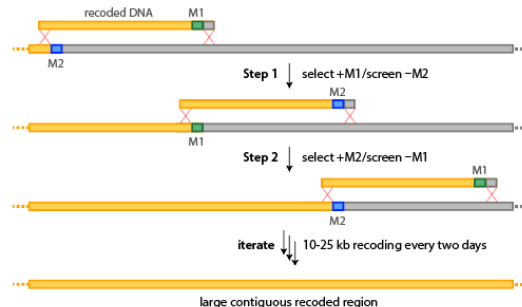 recoded DNA
M1
M2
Step 1 select +M1/screen −M2
M2
M1
Step 2 select +M2/screen −M1
M1
M2
iterate 10-25 kb recoding every two days
large contiguous recoded region